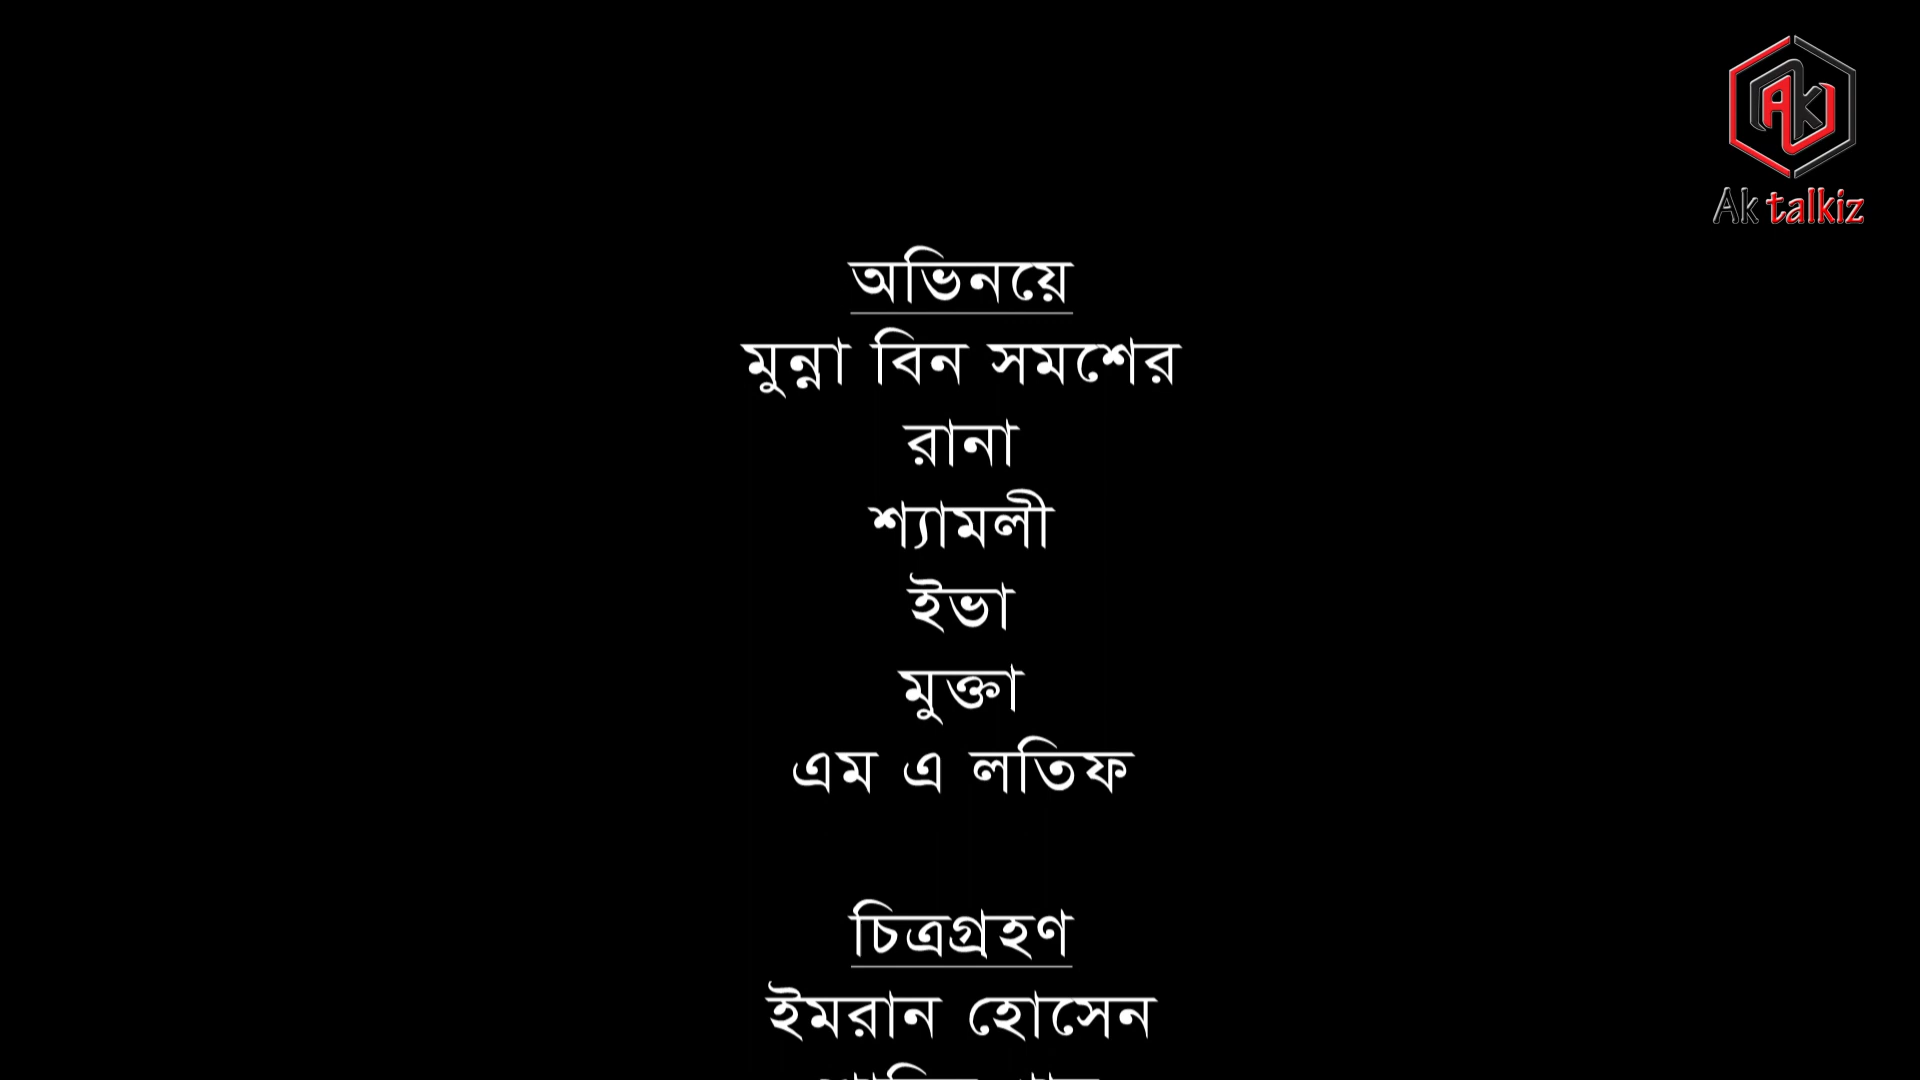 Ak talkiz
অভিনয়ে
মুন্না বিন সমশের
রানা
শ্যামলী
ইভা
মুক্তা
এম এ লতিফ
চিত্রগ্রহণ
ইমরান হোসেন